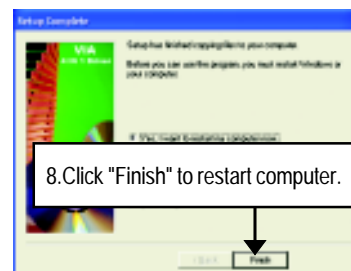 Setup Complete
VIA
Setup has finished copying files to your computer.
Before you can use the program, you must restart Windows or
your computer.
8.Click "Finish" to restart computer.
Finish